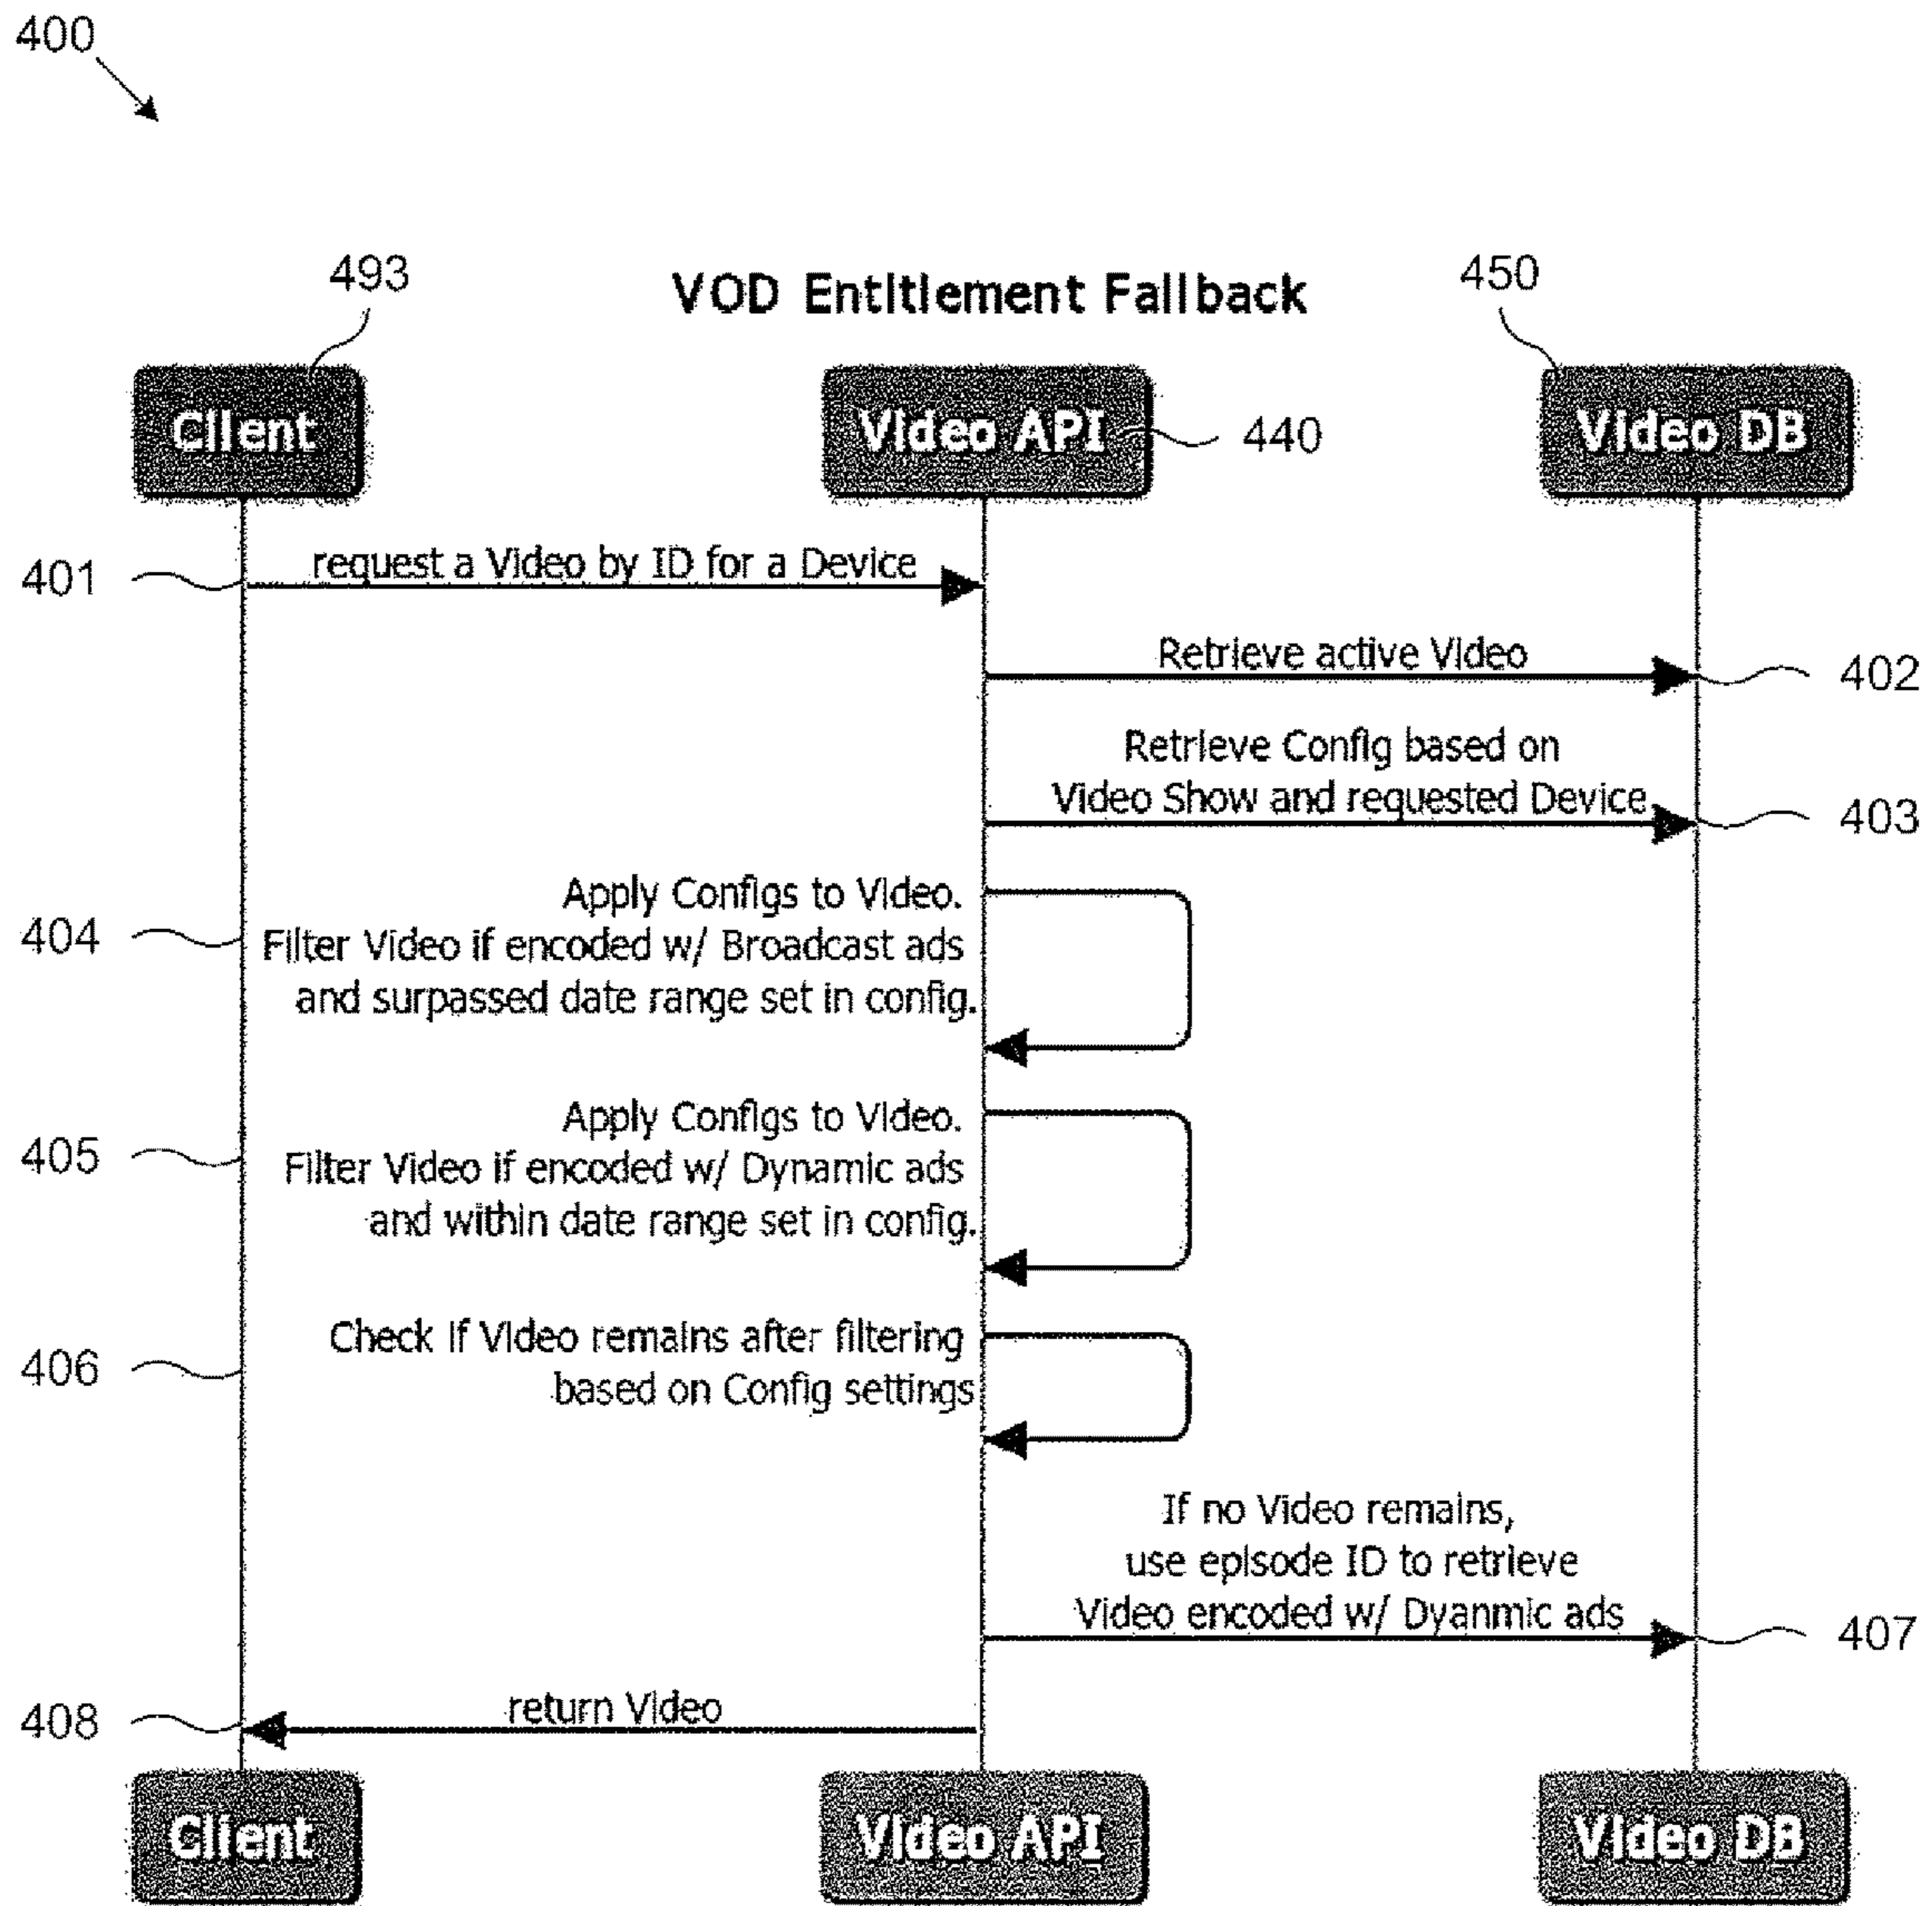 400
493
VOD Entitlement Fallback
450
Client
Video API
440
Video DB
401
request a Video by ID for a Device
Retrieve active Video
402
Retrieve Config based on
Video Show and requested Device
403
Apply Configs to Video.
404
Filter Video if encoded w/ Broadcast ads
and surpassed date range set in config.
Apply Configs to Video.
405
Filter Video if encoded w/ Dynamic ads
and within date range set in config.
Check if Video remains after filtering
406
based on Config settings
If no Video remains,
use episode ID to retrieve
Video encoded w/ Dyanmic ads
407
return Video
408
Client
Video API
Video DB